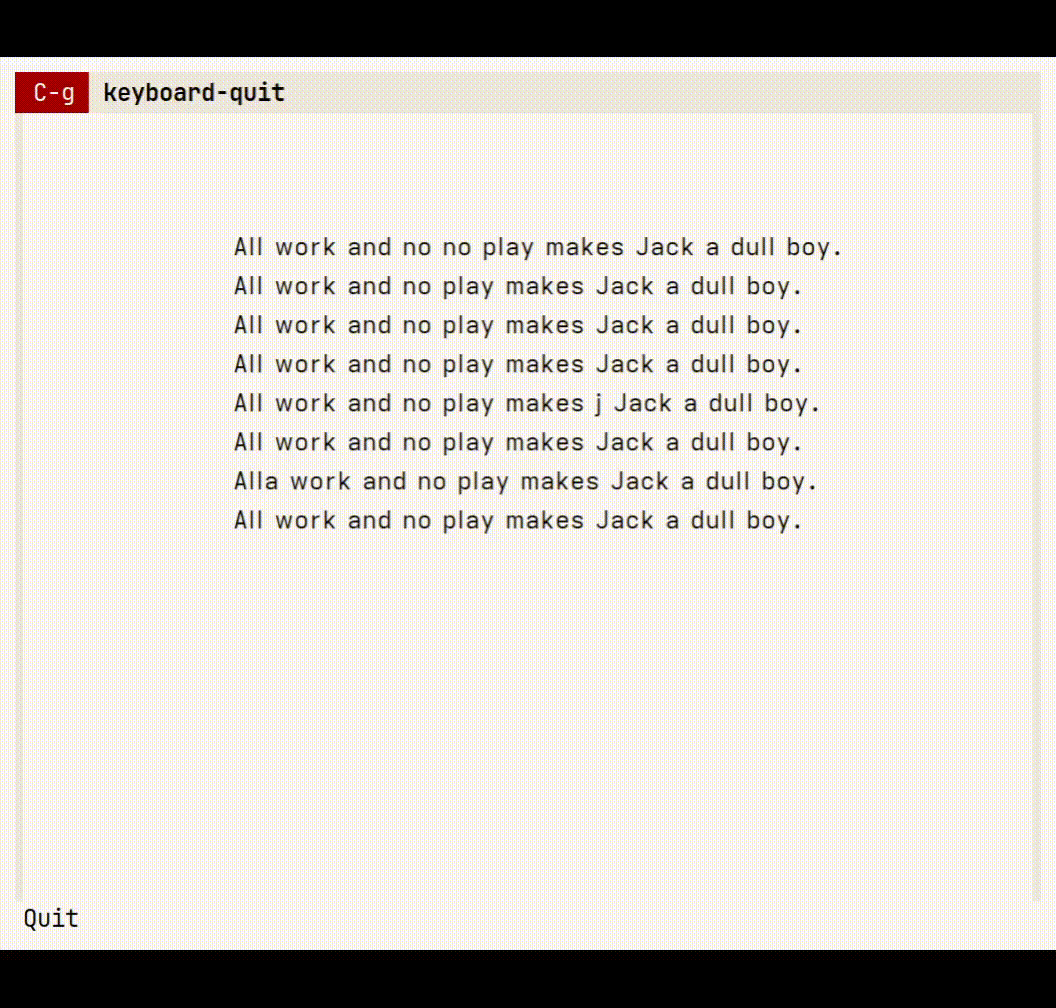 C-g keyboard-quit
All work and no no play makes Jack a dull boy.
All work and no play makes Jack a dull boy.
All work and no play makes Jack a dull boy.
All work and no play makes Jack a dull boy.
All work and no play makes j Jack a dull boy.
All work and no play makes Jack a dull boy.
Alla work and no play makes Jack a dull boy.
All work and no play makes Jack a dull boy.
Quit